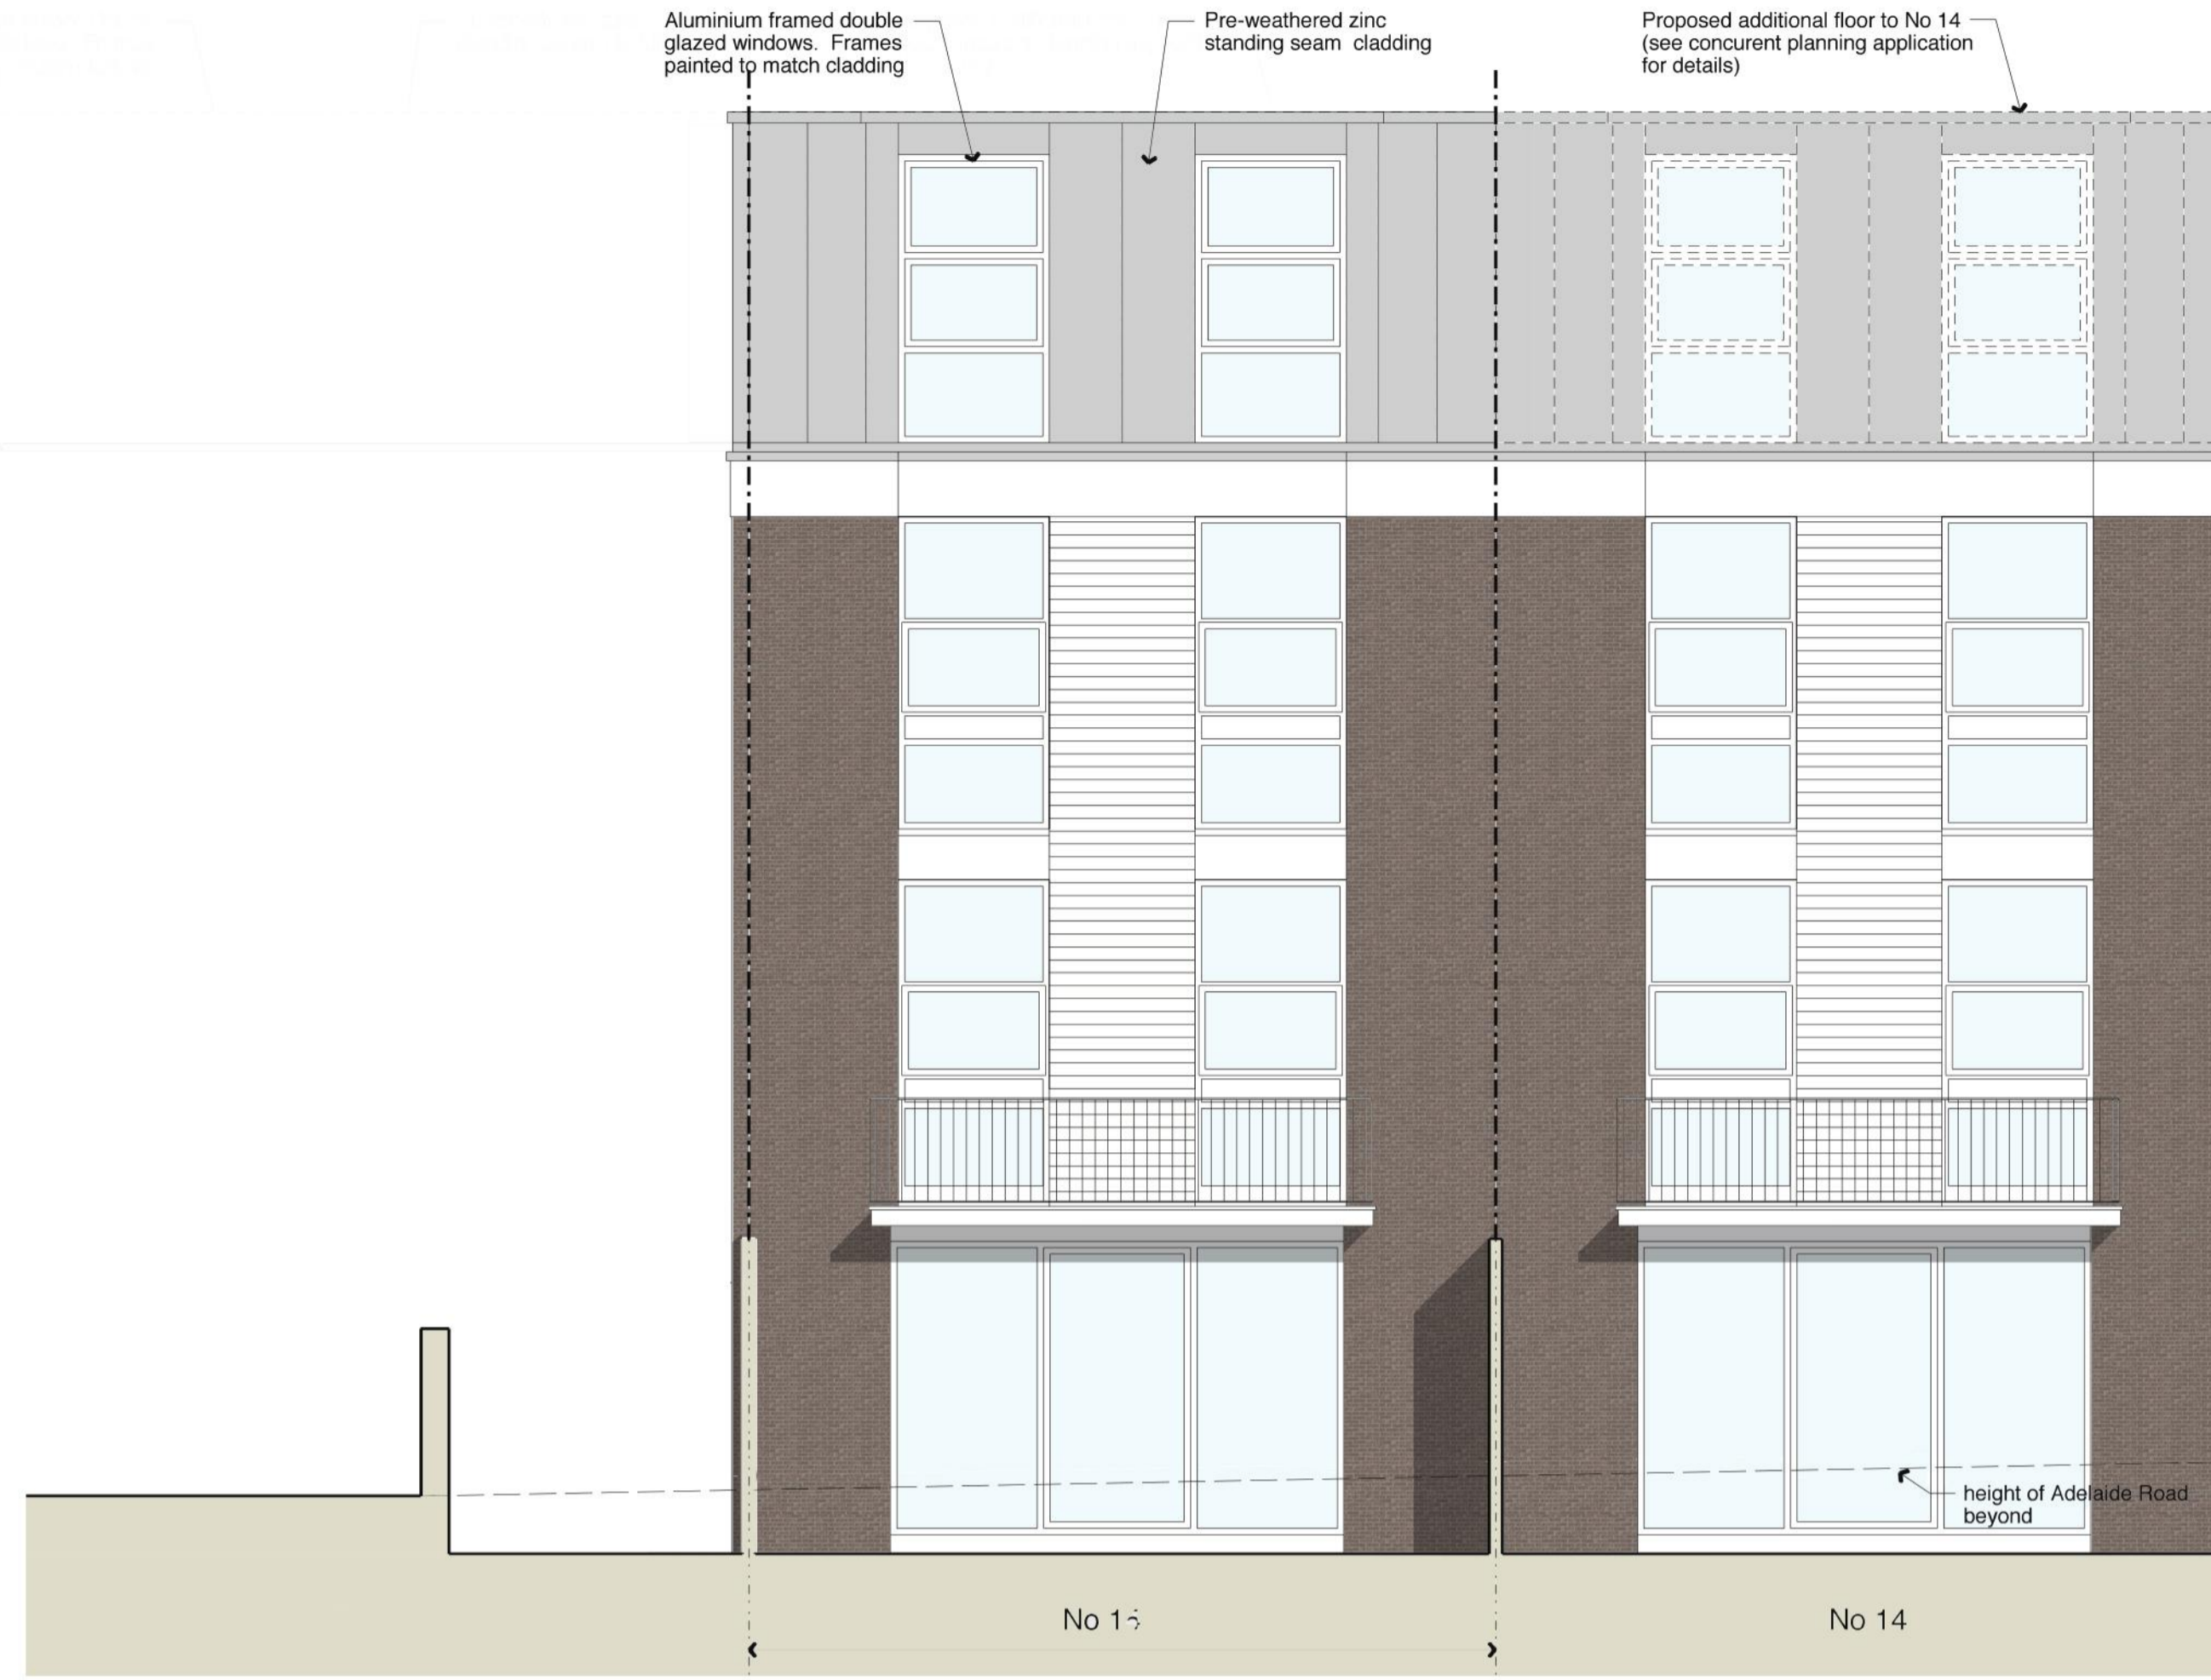 Aluminium framed double
glazed windows. Frames
painted to match cladding
Pre-weathered zinc
standing seam cladding
Proposed additional floor to No 14
(see concurent planning application
for details)
height of Adelaide Road
beyond
No
No 14